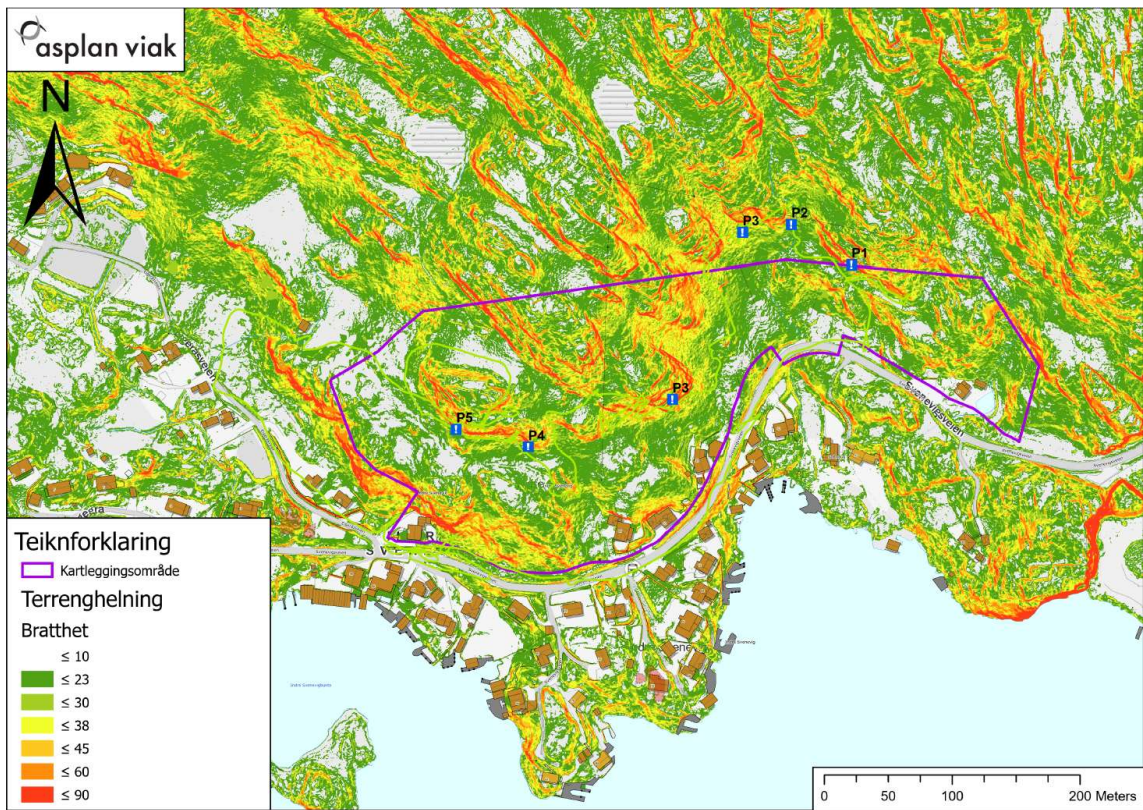 asplan viak
N
P3
P2
P1
P3
P5
P4
Svenevigsveien
Teiknforklaring
Kartleggingsområde
Terrenghelning
Bratthet
≤ 10
≤ 23
≤ 30
≤ 38
≤ 45
≤ 60
≤ 90
0 50 100 200 Meters